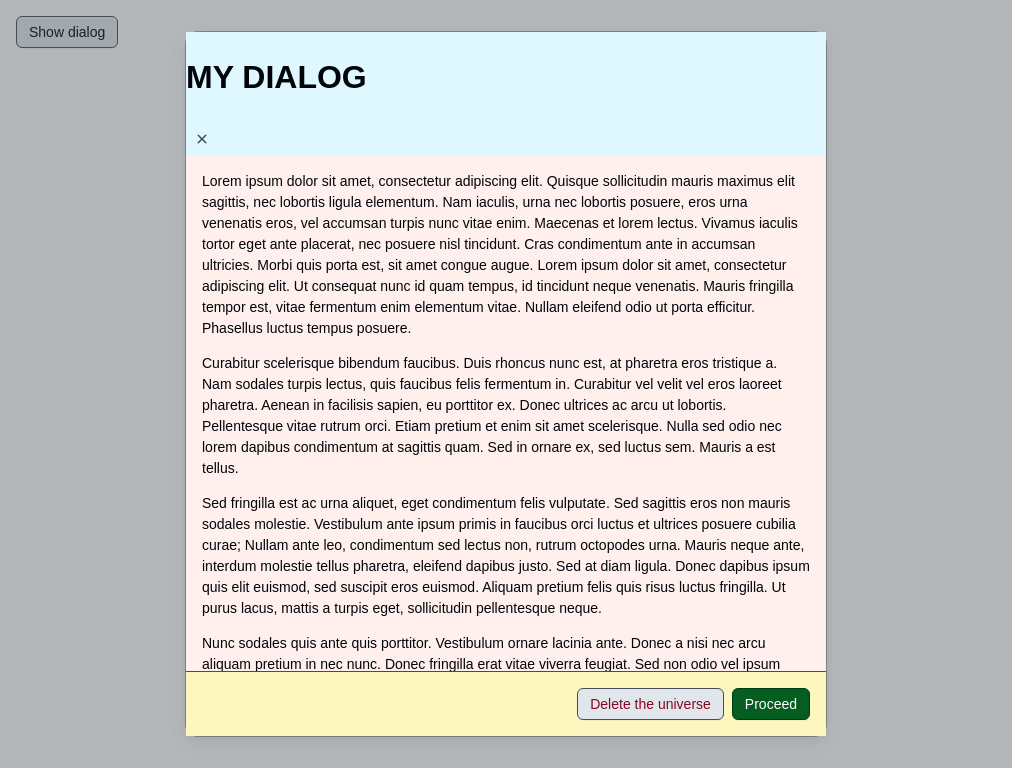 Show dialog
MY DIALOG
×
Lorem ipsum dolor sit amet, consectetur adipiscing elit. Quisque sollicitudin mauris maximus elit
sagittis, nec lobortis ligula elementum. Nam iaculis, urna nec lobortis posuere, eros urna
venenatis eros, vel accumsan turpis nunc vitae enim. Maecenas et lorem lectus. Vivamus iaculis
tortor eget ante placerat, nec posuere nisl tincidunt. Cras condimentum ante in accumsan
ultricies. Morbi quis porta est, sit amet congue augue. Lorem ipsum dolor sit amet, consectetur
adipiscing elit. Ut consequat nunc id quam tempus, id tincidunt neque venenatis. Mauris fringilla
tempor est, vitae fermentum enim elementum vitae. Nullam eleifend odio ut porta efficitur.
Phasellus luctus tempus posuere.
Curabitur scelerisque bibendum faucibus. Duis rhoncus nunc est, at pharetra eros tristique a.
Nam sodales turpis lectus, quis faucibus felis fermentum in. Curabitur vel velit vel eros laoreet
pharetra. Aenean in facilisis sapien, eu porttitor ex. Donec ultrices ac arcu ut lobortis.
Pellentesque vitae rutrum orci. Etiam pretium et enim sit amet scelerisque. Nulla sed odio nec
lorem dapibus condimentum at sagittis quam. Sed in ornare ex, sed luctus sem. Mauris a est
tellus.
Sed fringilla est ac urna aliquet, eget condimentum felis vulputate. Sed sagittis eros non mauris
sodales molestie. Vestibulum ante ipsum primis in faucibus orci luctus et ultrices posuere cubilia
curae; Nullam ante leo, condimentum sed lectus non, rutrum octopodes urna. Mauris neque ante,
interdum molestie tellus pharetra, eleifend dapibus justo. Sed at diam ligula. Donec dapibus ipsum
quis elit euismod, sed suscipit eros euismod. Aliquam pretium felis quis risus luctus fringilla. Ut
purus lacus, mattis a turpis eget, sollicitudin pellentesque neque.
Nunc sodales quis ante quis porttitor. Vestibulum ornare lacinia ante. Donec a nisi nec arcu
aliquam pretium in nec nunc. Donec fringilla erat vitae viverra feugiat. Sed non odio vel ipsum
Delete the universe
Proceed